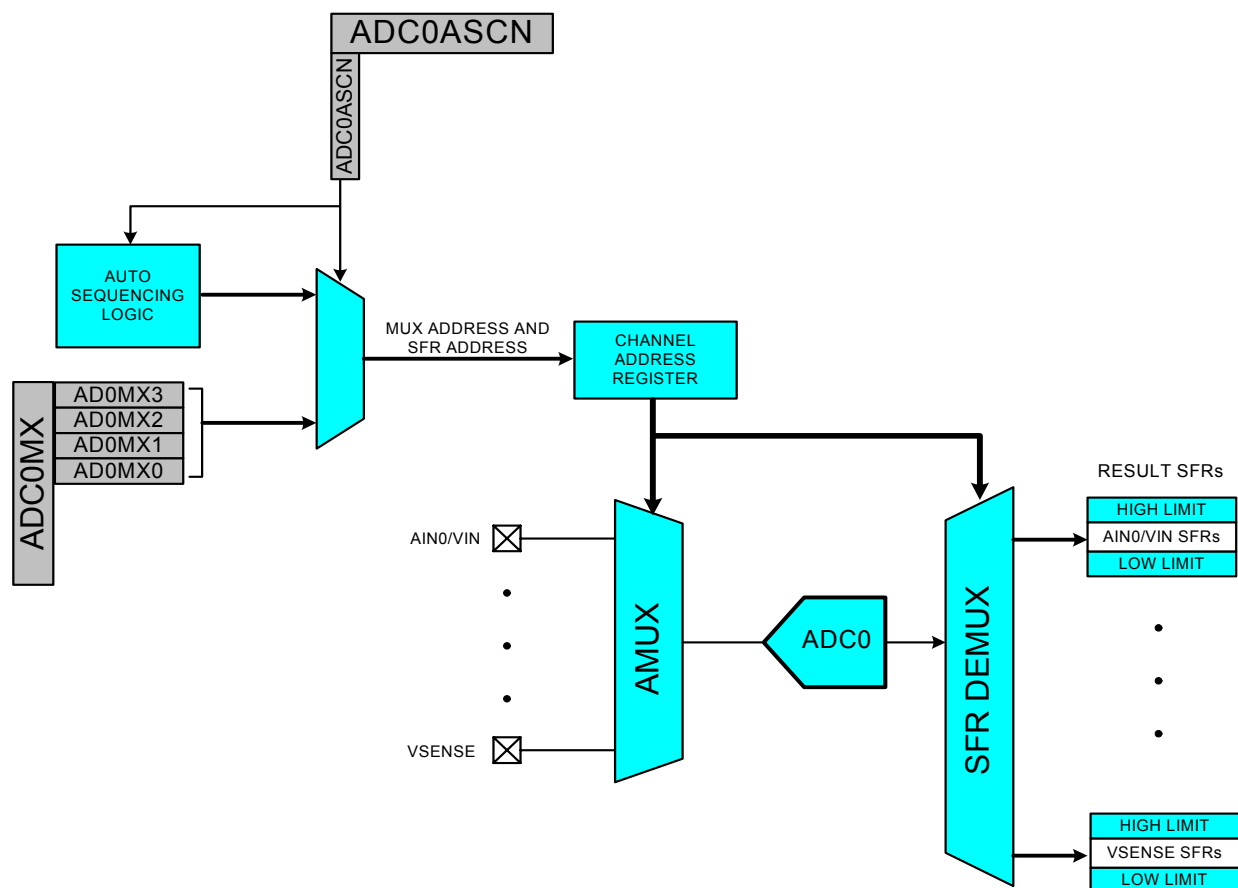 ADC0ASCN
ADC0ASCN
AUTO
SEQUENCING
LOGIC
MUX ADDRESS AND
SFR ADDRESS
CHANNEL
ADDRESS
REGISTER
ADC0MX
AD0MX3
AD0MX2
AD0MX1
AD0MX0
RESULT SFRs
HIGH LIMIT
AIN0/VIN SFRs
LOW LIMIT
AIN0/VIN
AMUX
ADC0
SFR DEMUX
VSENSE
HIGH LIMIT
VSENSE SFRs
LOW LIMIT